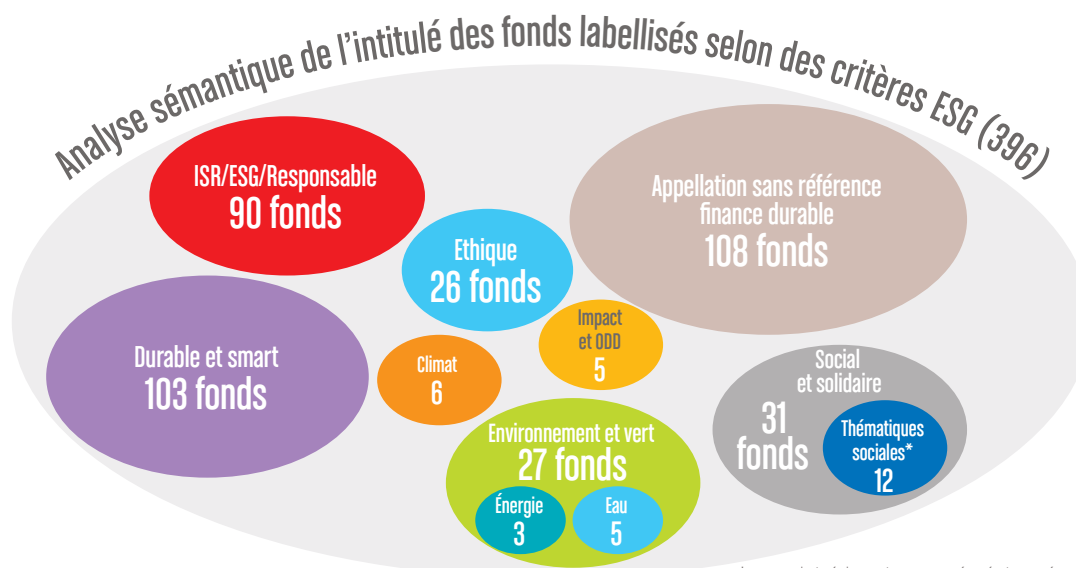 Analyse sémantique de l'intitulé des fonds labellisés selon des critères ESG (396)
ISR/ESG/Responsable
90 fonds
Appellation sans référence
finance durable
108 fonds
Ethique
26 fonds
Impact
et ODD
5
Durable et smart
103 fonds
Climat
6
Social
et solidaire
31
fonds
Thématiques
sociales*
12
Environnement et vert
27 fonds
Énergie
3
Eau
5